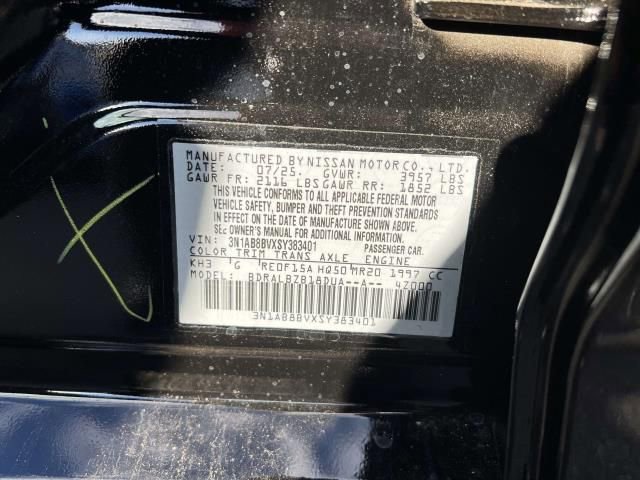 MANUFACTURED BY NISSAN MOTOR CO., LTD.
DATE: 07/25. GVWR: 3957 LBS
GAWR FR: 2116 LBS GAWR RR: 1852 LBS
THIS VEHICLE CONFORMS TO ALL APPLICABLE FEDERAL MOTOR
VEHICLE SAFETY, BUMPER AND THEFT PREVENTION STANDARDS
IN EFFECT ON THE DATE OF MANUFACTURE SHOWN ABOVE.
SEE OWNER'S MANUAL FOR ADDITIONAL INFORMATION.
VIN: 3N1AB8BVXSY383401 PASSENGER CAR.
COLOR TRIM TRANS AXLE ENGINE
KH3 G RE0F15A HQ50 MR20 1997 CC
MODEL: BDRALBZB18DUA--A-- 4Z000
3N1AB8BVXSY383401